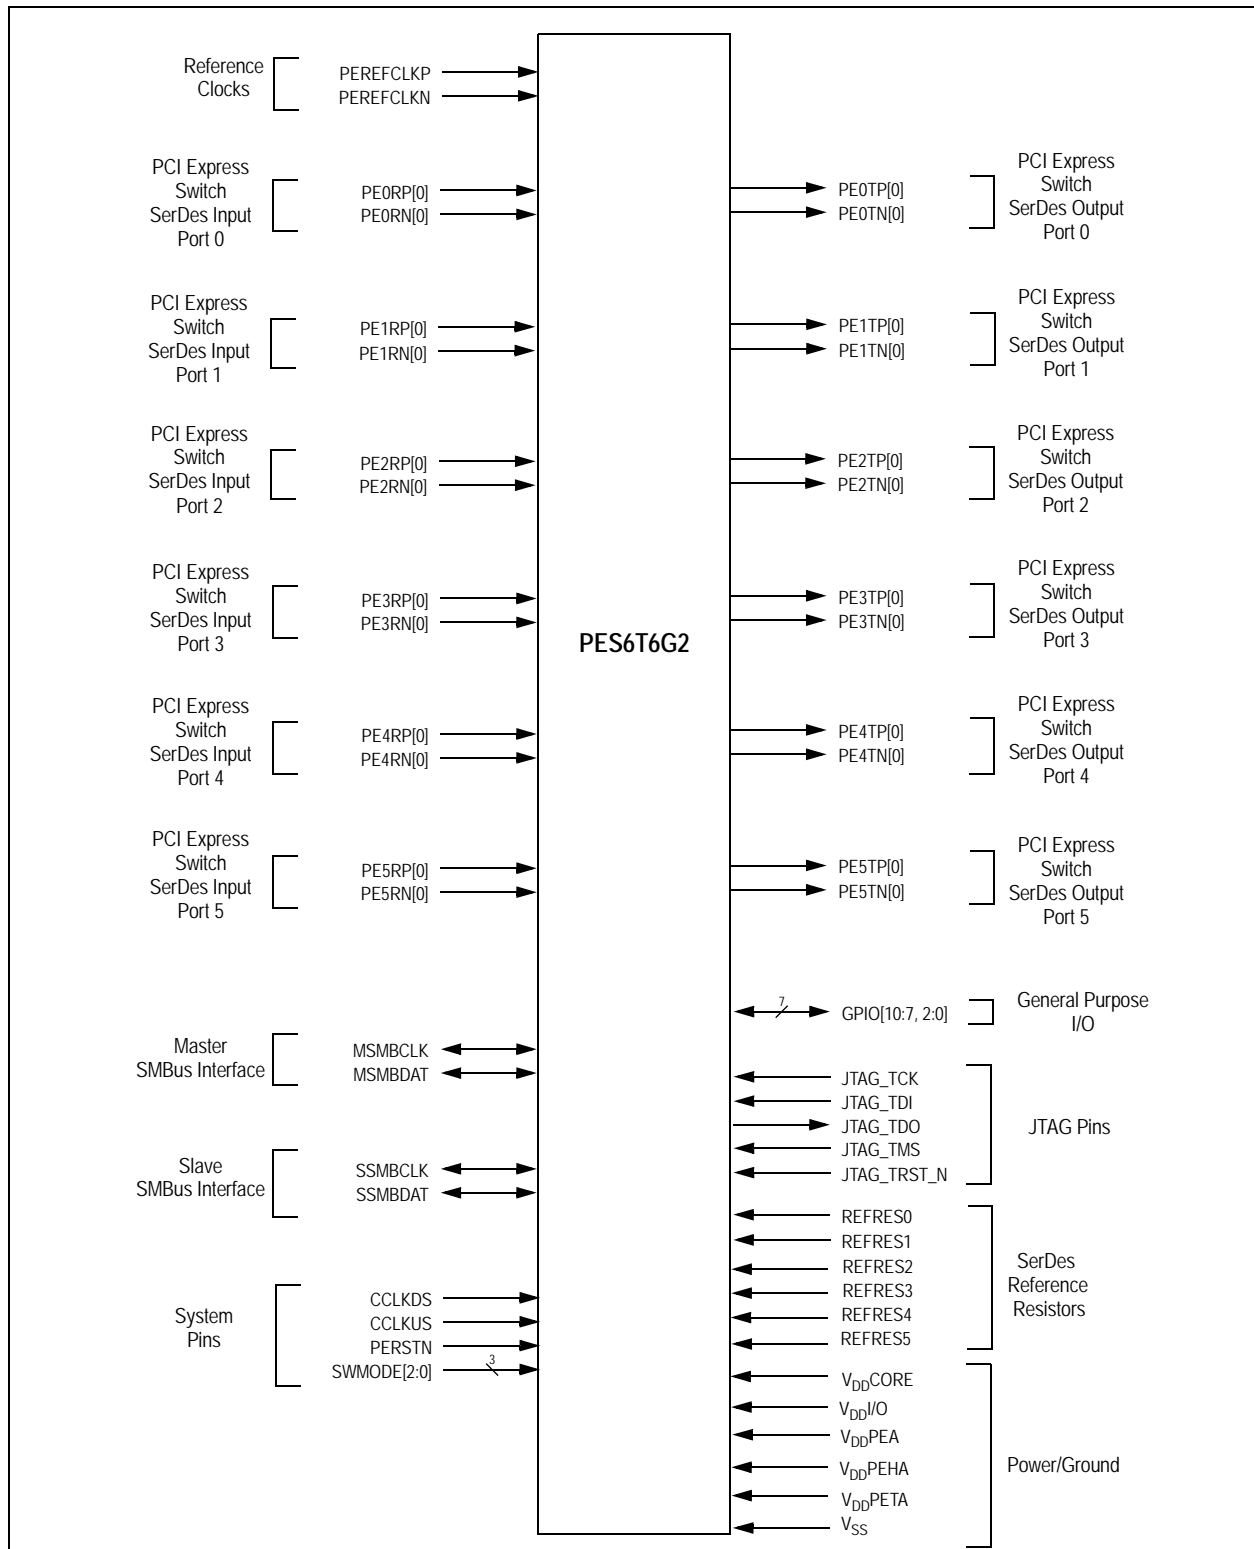 Reference
Clocks
PEREFCLKP
PEREFCLKN
PCI Express
Switch
SerDes Input
Port 0
PE0RP[0]
PE0RN[0]
PE0TP[0]
PE0TN[0]
PCI Express
Switch
SerDes Output
Port 0
PCI Express
Switch
SerDes Input
Port 1
PE1RP[0]
PE1RN[0]
PE1TP[0]
PE1TN[0]
PCI Express
Switch
SerDes Output
Port 1
PCI Express
Switch
SerDes Input
Port 2
PE2RP[0]
PE2RN[0]
PE2TP[0]
PE2TN[0]
PCI Express
Switch
SerDes Output
Port 2
PCI Express
Switch
SerDes Input
Port 3
PE3RP[0]
PE3RN[0]
PES6T6G2
PE3TP[0]
PE3TN[0]
PCI Express
Switch
SerDes Output
Port 3
PCI Express
Switch
SerDes Input
Port 4
PE4RP[0]
PE4RN[0]
PE4TP[0]
PE4TN[0]
PCI Express
Switch
SerDes Output
Port 4
PCI Express
Switch
SerDes Input
Port 5
PE5RP[0]
PE5RN[0]
PE5TP[0]
PE5TN[0]
PCI Express
Switch
SerDes Output
Port 5
7
GPIO[10:7, 2:0]
General Purpose
I/O
Master
SMBus Interface
MSMBCLK
MSMBDAT
JTAG_TCK
JTAG_TDI
JTAG_TDO
JTAG_TMS
JTAG_TRST_N
JTAG Pins
Slave
SMBus Interface
SSMBCLK
SSMBDAT
REFRES0
REFRES1
REFRES2
REFRES3
REFRES4
REFRES5
SerDes
Reference
Resistors
System
Pins
CCLKDS
CCLKUS
PERSTN
SWMODE[2:0]
3
VDDCORE
VDDI/O
VDDPEA
VDDPEHA
VDDPETA
VSS
Power/Ground